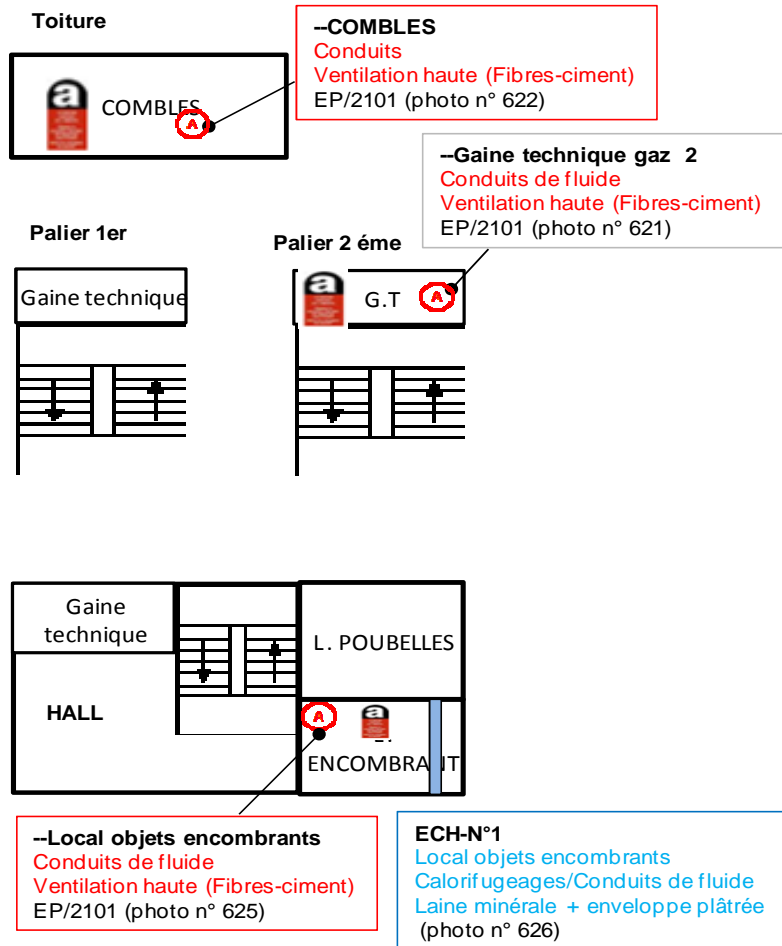 Toiture
--COMBLES
Conduits
Ventilation haute (Fibres-ciment)
EP/2101 (photo n° 622)
a
COMBLES
A
--Gaine technique gaz 2
Conduits de fluide
Ventilation haute (Fibres-ciment)
EP/2101 (photo n° 621)
Palier 1er
Palier 2 éme
Gaine technique
a
G.T
A
Gaine
technique
L. POUBELLES
HALL
A
a
ENCOMBRANT
--Local objets encombrants
Conduits de fluide
Ventilation haute (Fibres-ciment)
EP/2101 (photo n° 625)
ECH-N°1
Local objets encombrants
Calorifugeages/Conduits de fluide
Laine minérale + enveloppe plâtrée
(photo n° 626)